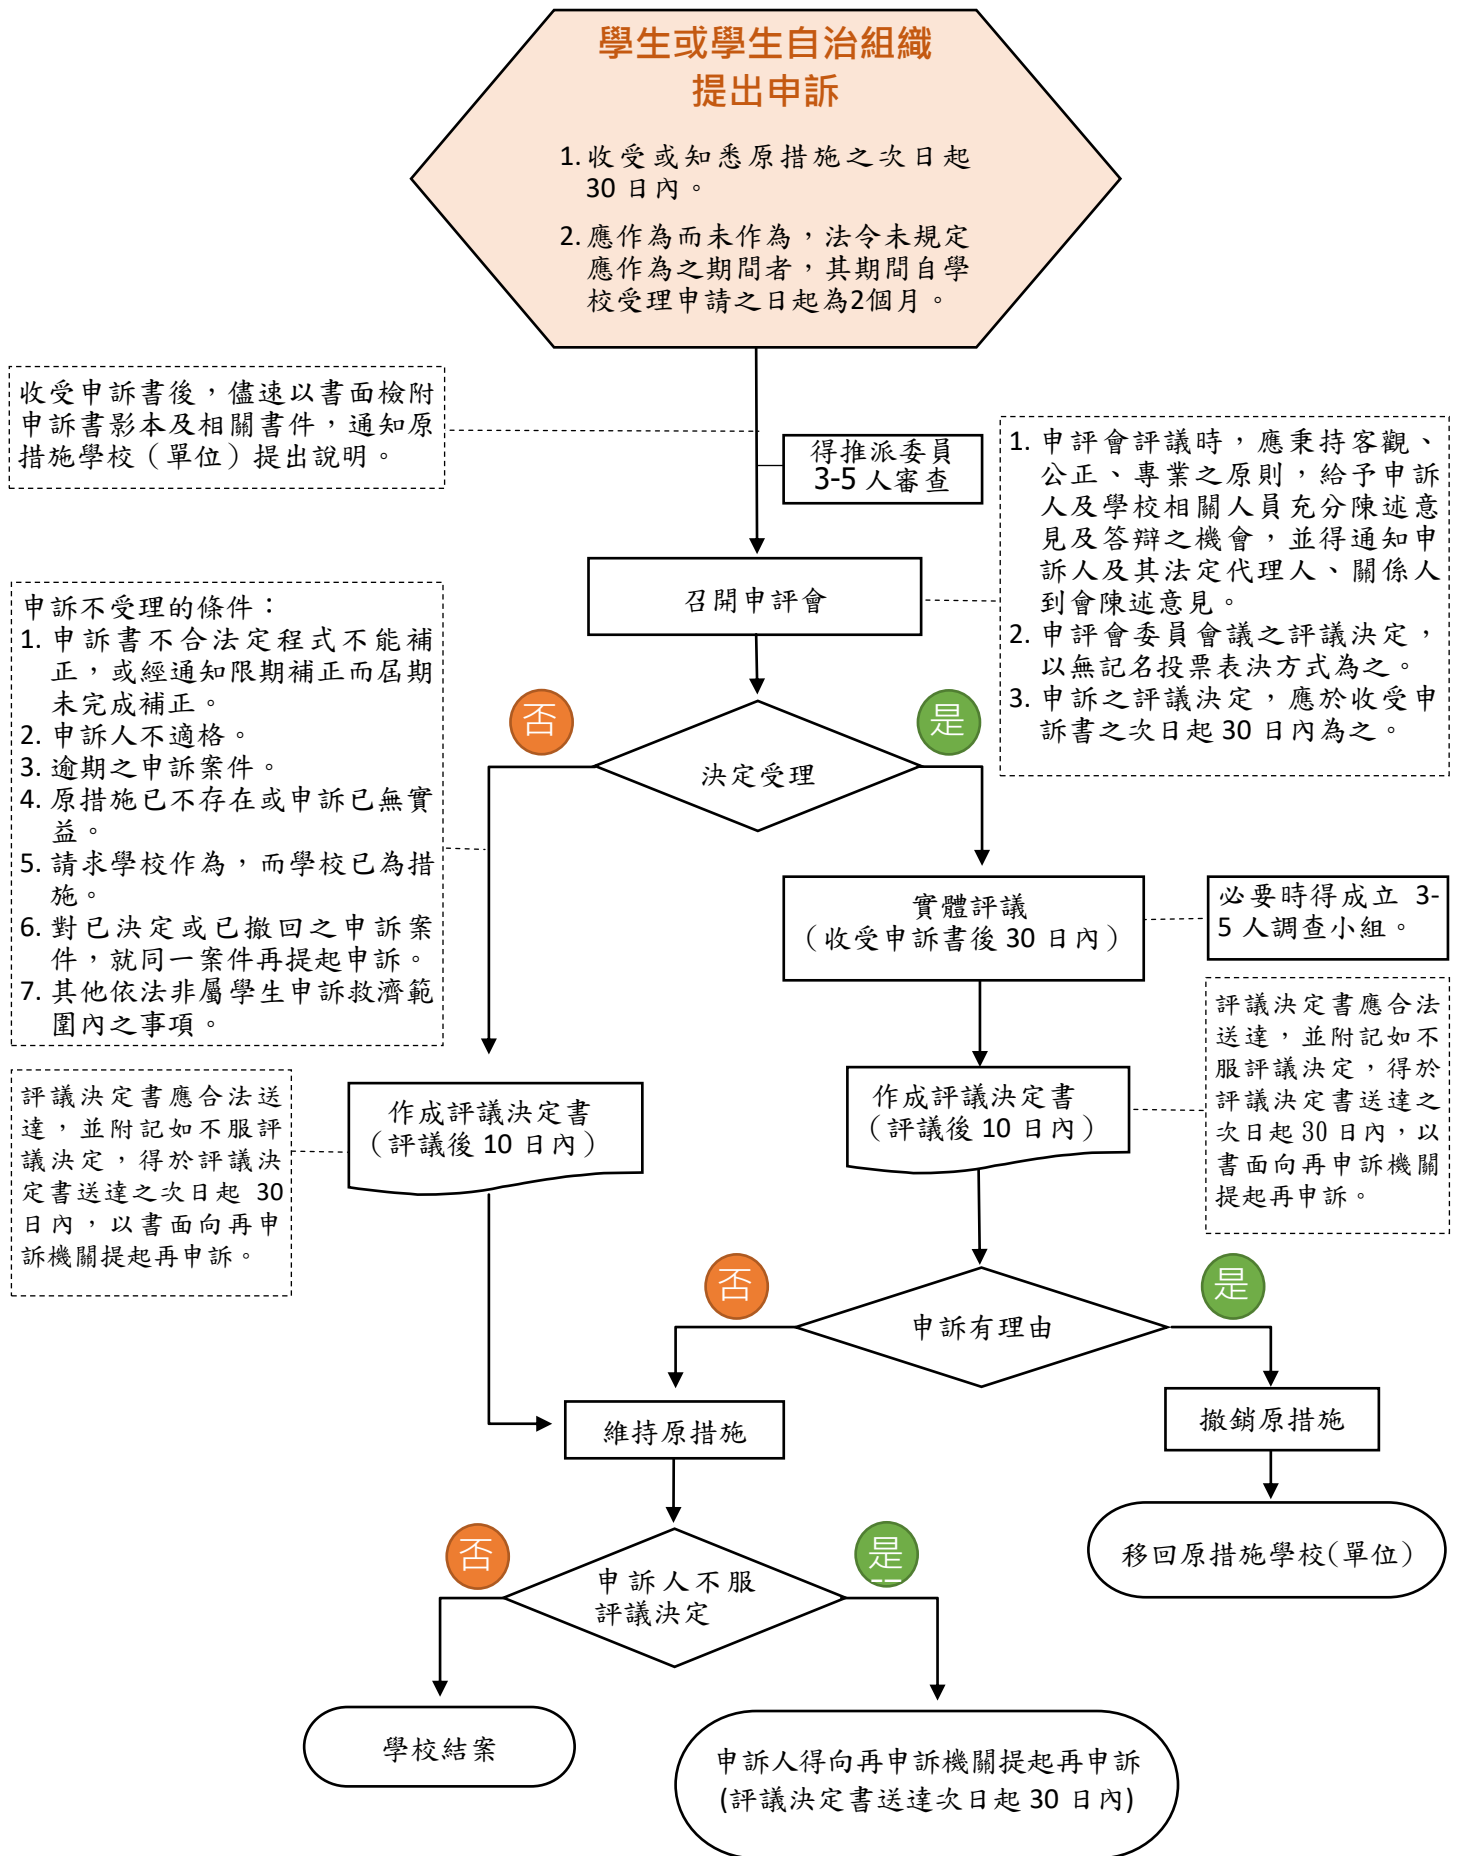 學生或學生自治組織
提出申訴
1. 收受或知悉原措施之次日起
30 日內。
2. 應作為而未作為，法令未規定
應作為之期間者，其期間自學
校受理申請之日起為2個月。
收受申訴書後，儘速以書面檢附
申訴書影本及相關書件，通知原
措施學校（單位）提出說明。
得推派委員
3-5 人審查
1. 申評會評議時，應秉持客觀、
公正、專業之原則，給予申訴
人及學校相關人員充分陳述意
見及答辯之機會，並得通知申
訴人及其法定代理人、關係人
到會陳述意見。
2. 申評會委員會議之評議決定，
以無記名投票表決方式為之。
3. 申訴之評議決定，應於收受申
訴書之次日起 30 日內為之。
召開申評會
申訴不受理的條件：
1. 申訴書不合法定程式不能補
正，或經通知限期補正而屆期
未完成補正。
2. 申訴人不適格。
3. 逾期之申訴案件。
4. 原措施已不存在或申訴已無實
益。
5. 請求學校作為，而學校已為措
施。
6. 對已決定或已撤回之申訴案
件，就同一案件再提起申訴。
7. 其他依法非屬學生申訴救濟範
圍內之事項。
否
是
決定受理
實體評議
（收受申訴書後 30 日內）
必要時得成立 3-
5 人調查小組。
評議決定書應合法送
達，並附記如不服評
議決定，得於評議決
定書送達之次日起 30
日內，以書面向再申
訴機關提起再申訴。
作成評議決定書
（評議後 10 日內）
作成評議決定書
（評議後 10 日內）
評議決定書應合法
送達，並附記如不
服評議決定，得於
評議決定書送達之
次日起 30 日內，以
書面向再申訴機關
提起再申訴。
否
是
申訴有理由
維持原措施
撤銷原措施
移回原措施學校(單位)
否
是
申訴人不服
評議決定
學校結案
申訴人得向再申訴機關提起再申訴
(評議決定書送達次日起 30 日內)